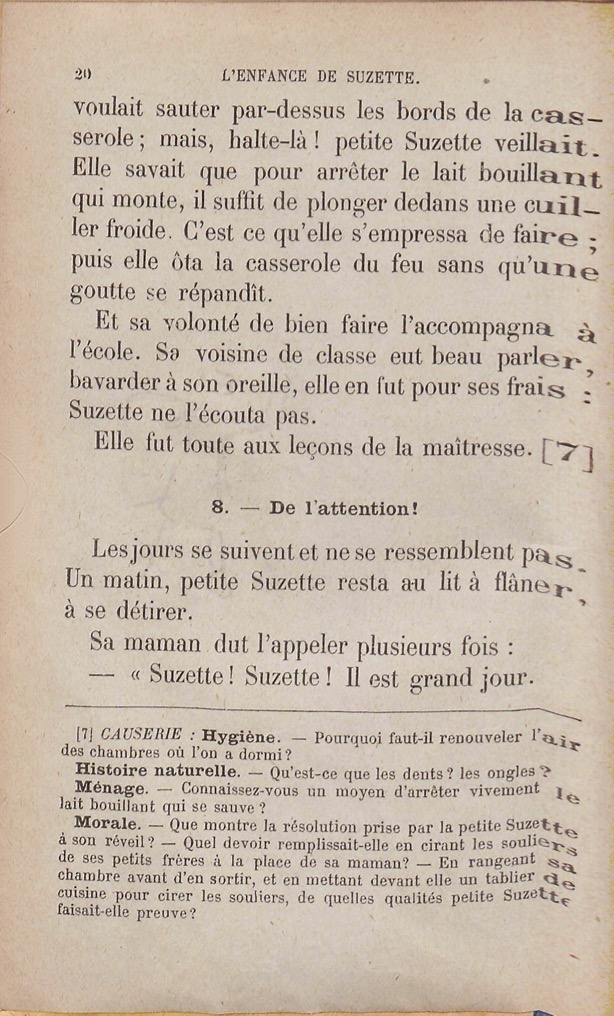 20 L'ENFANCE DE SUZETTE.
voulait sauter par-dessus les bords de la cas-
serole ; mais, halte-là ! petite Suzette veillait.
Elle savait que pour arrêter le lait bouillant
qui monte, il suffit de plonger dedans une cuil-
ler froide. C'est ce qu'elle s'empressa de faire ;
puis elle ôta la casserole du feu sans qu'une
goutte se répandît.
Et sa volonté de bien faire l'accompagna à
l'école. Sa voisine de classe eut beau parler,
bavarder à son oreille, elle en fut pour ses frais :
Suzette ne l'écouta pas.
Elle fut toute aux leçons de la maîtresse. [7]
8. — De l'attention !
Les jours se suivent et ne se ressemblent pas.
Un matin, petite Suzette resta au lit à flâner,
à se détirer.
Sa maman dut l'appeler plusieurs fois :
— « Suzette ! Suzette ! Il est grand jour.
[7] CAUSERIE : Hygiène. — Pourquoi faut-il renouveler l'air
des chambres où l'on a dormi ?
Histoire naturelle. — Qu'est-ce que les dents ? les ongles ?
Ménage. — Connaissez-vous un moyen d'arrêter vivement le
lait bouillant qui se sauve ?
Morale. — Que montre la résolution prise par la petite Suzette
à son réveil ? — Quel devoir remplissait-elle en cirant les souliers
de ses petits frères à la place de sa maman ? — En rangeant sa
chambre avant d'en sortir, et en mettant devant elle un tablier de
cuisine pour cirer les souliers, de quelles qualités petite Suzette
faisait-elle preuve ?